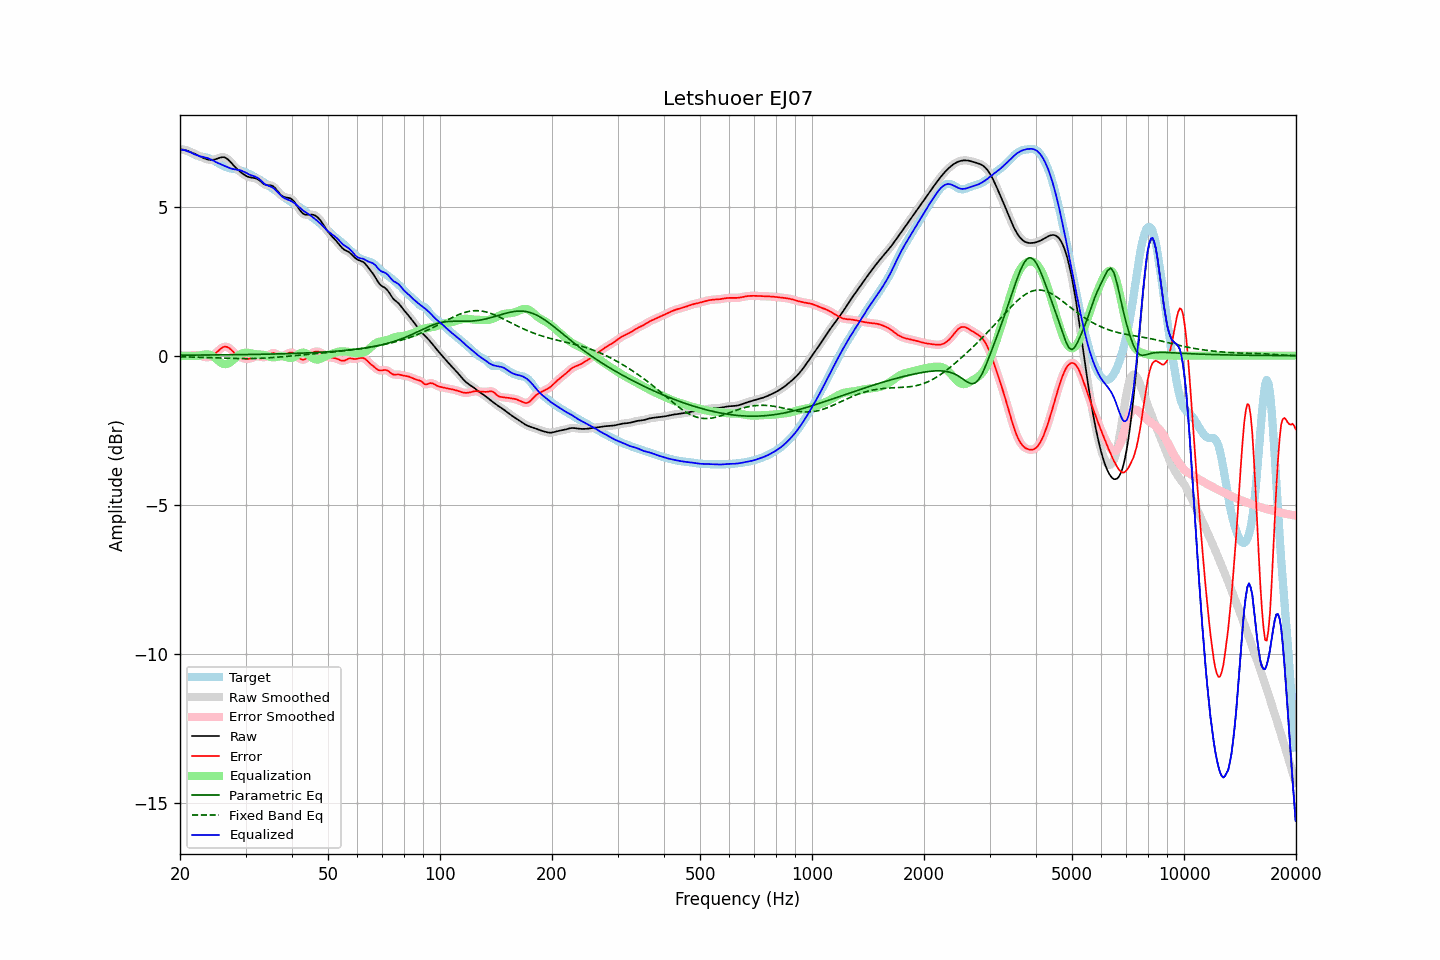 Letshuoer EJ07
5
0
−5
−10
−15
Amplitude (dBr)
Target
Raw Smoothed
Error Smoothed
Raw
Error
Equalization
Parametric Eq
Fixed Band Eq
Equalized
20 50 100 200 500 1000 2000 5000 10000 20000
Frequency (Hz)